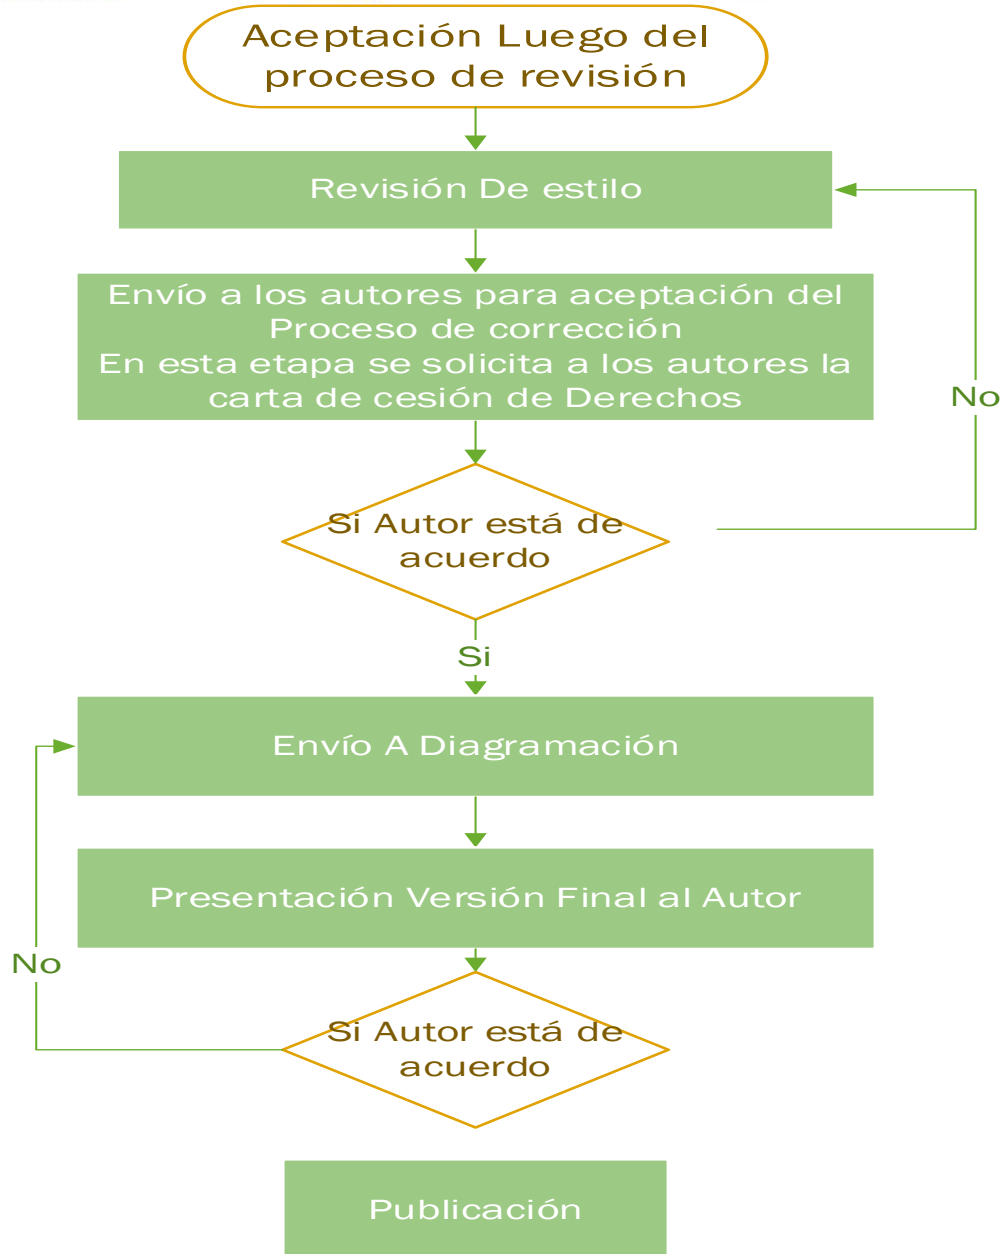 Aceptación Luego del
proceso de revisión
Revisión De estilo
Envío a los autores para aceptación del
Proceso de corrección
En esta etapa se solicita a los autores la
carta de cesión de Derechos
No
Si Autor está de
acuerdo
Si
Envío A Diagramación
Presentación Versión Final al Autor
No
Si Autor está de
acuerdo
Publicación